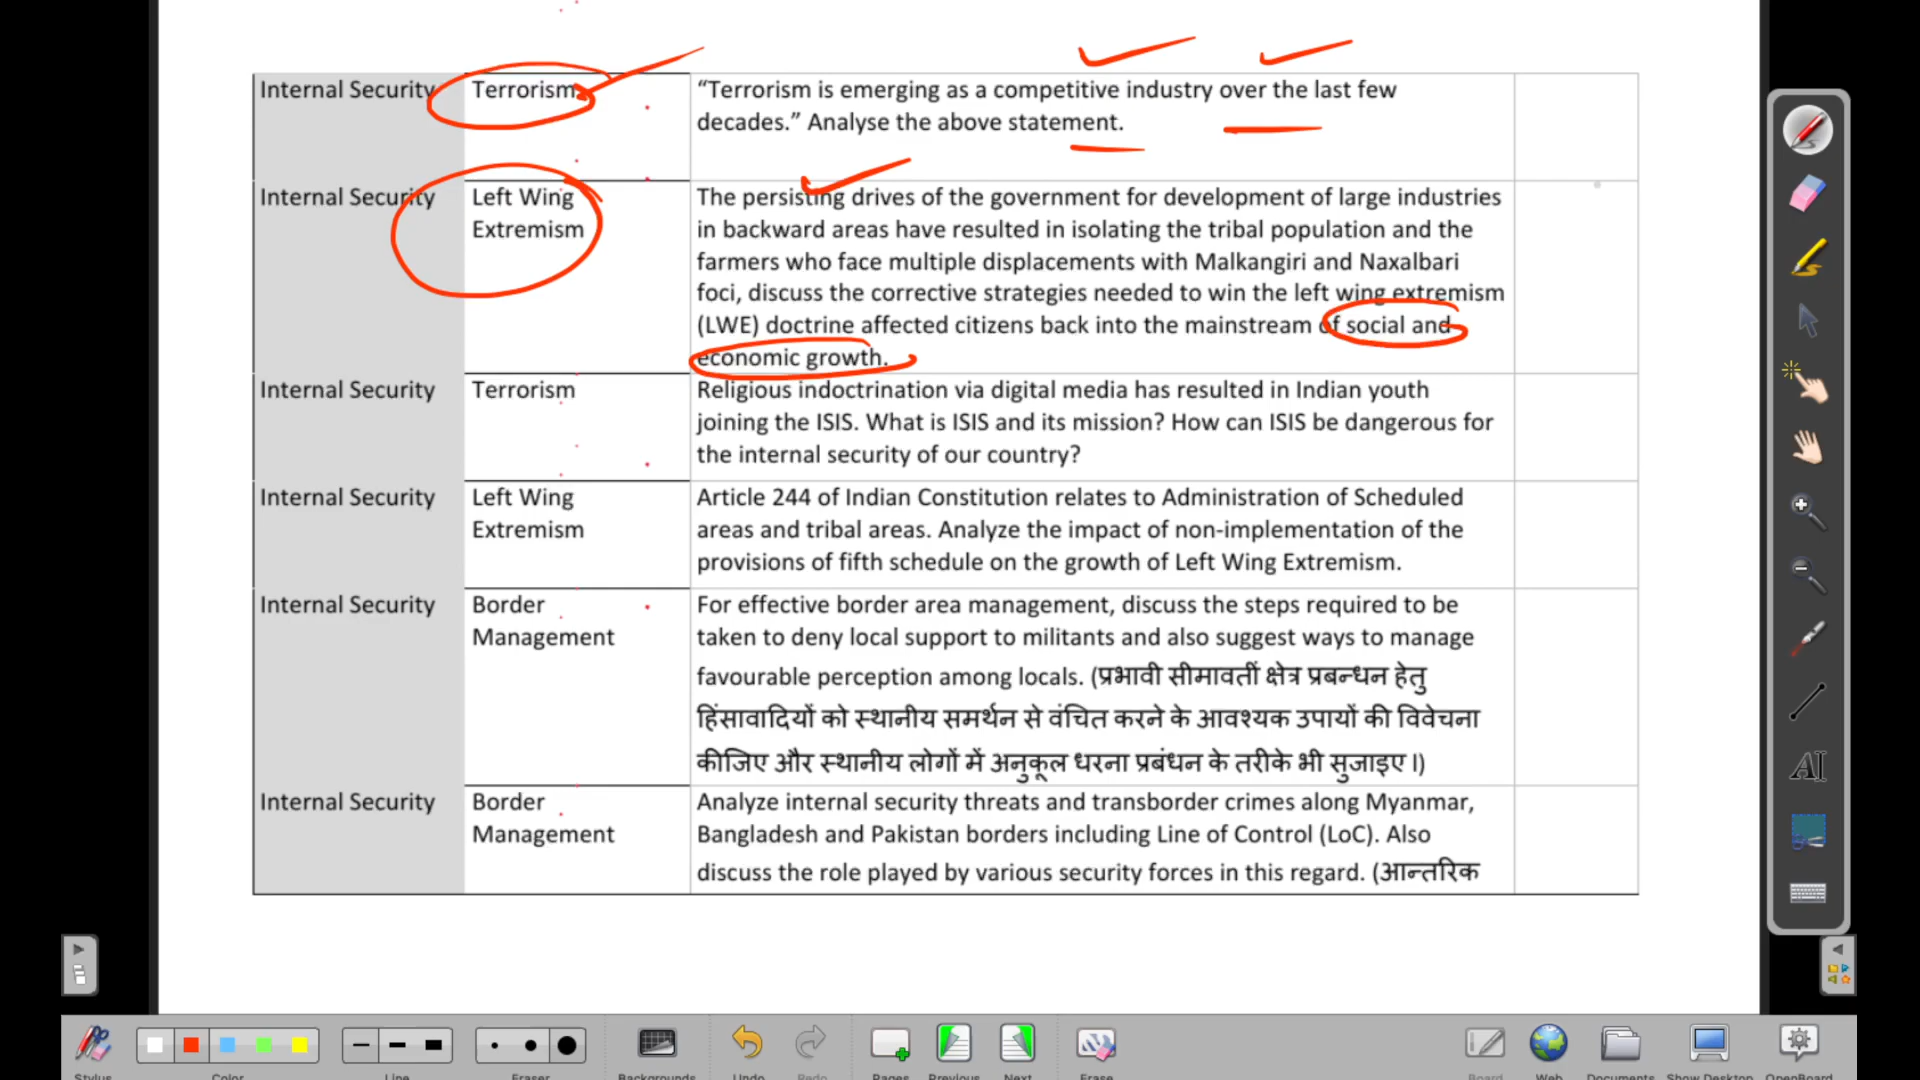 Internal Security Terrorism “Terrorism is emerging as a competitive industry over the last few
decades.” Analyse the above statement.
Internal Security Left Wing The persisting drives of the government for development of large industries
Extremism in backward areas have resulted in isolating the tribal population and the
farmers who face multiple displacements with Malkangiri and Naxalbari
foci, discuss the corrective strategies needed to win the left wing extremism
(LWE) doctrine affected citizens back into the mainstream of social and
economic growth.
Internal Security Terrorism Religious indoctrination via digital media has resulted in Indian youth
joining the ISIS. What is ISIS and its mission? How can ISIS be dangerous for
the internal security of our country?
Internal Security Left Wing Article 244 of Indian Constitution relates to Administration of Scheduled
Extremism areas and tribal areas. Analyze the impact of non-implementation of the
provisions of fifth schedule on the growth of Left Wing Extremism.
Internal Security Border For effective border area management, discuss the steps required to be
Management taken to deny local support to militants and also suggest ways to manage
favourable perception among locals. (प्रभावी सीमावर्ती क्षेत्र प्रबन्धन हेतु
हिंसावादियों को स्थानीय समर्थन से वंचित करने के आवश्यक उपायों की विवेचना
कीजिए और स्थानीय लोगों में अनुकूल धरना प्रबंधन के तरीके भी सुजाइए।)
Internal Security Border Analyze internal security threats and transborder crimes along Myanmar,
Management Bangladesh and Pakistan borders including Line of Control (LoC). Also
discuss the role played by various security forces in this regard. (आन्तरिक
AI
Stylus Color Line Eraser Backgrounds Undo Redo Pages Previous Next Erase Board Web Documents Show Desktop OpenBoard